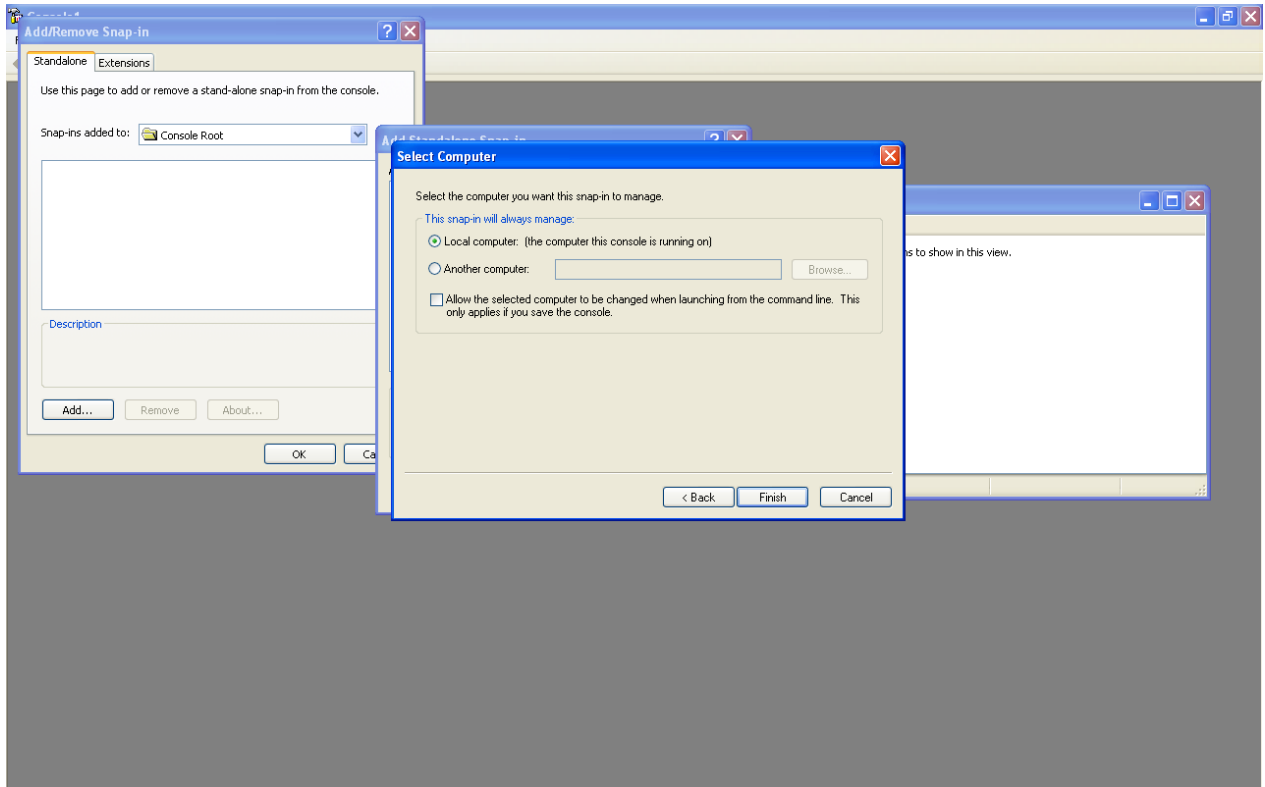 Add/Remove Snap-in
Standalone
Extensions
Use this page to add or remove a stand-alone snap-in from the console.
Snap-ins added to:
Console Root
Description
Add...
Remove
About...
OK
Select Computer
Select the computer you want this snap-in to manage.
This snap-in will always manage:
Local computer: (the computer this console is running on)
Another computer:
Browse...
Allow the selected computer to be changed when launching from the command line. This
only applies if you save the console.
< Back
Finish
Cancel
to show in this view.